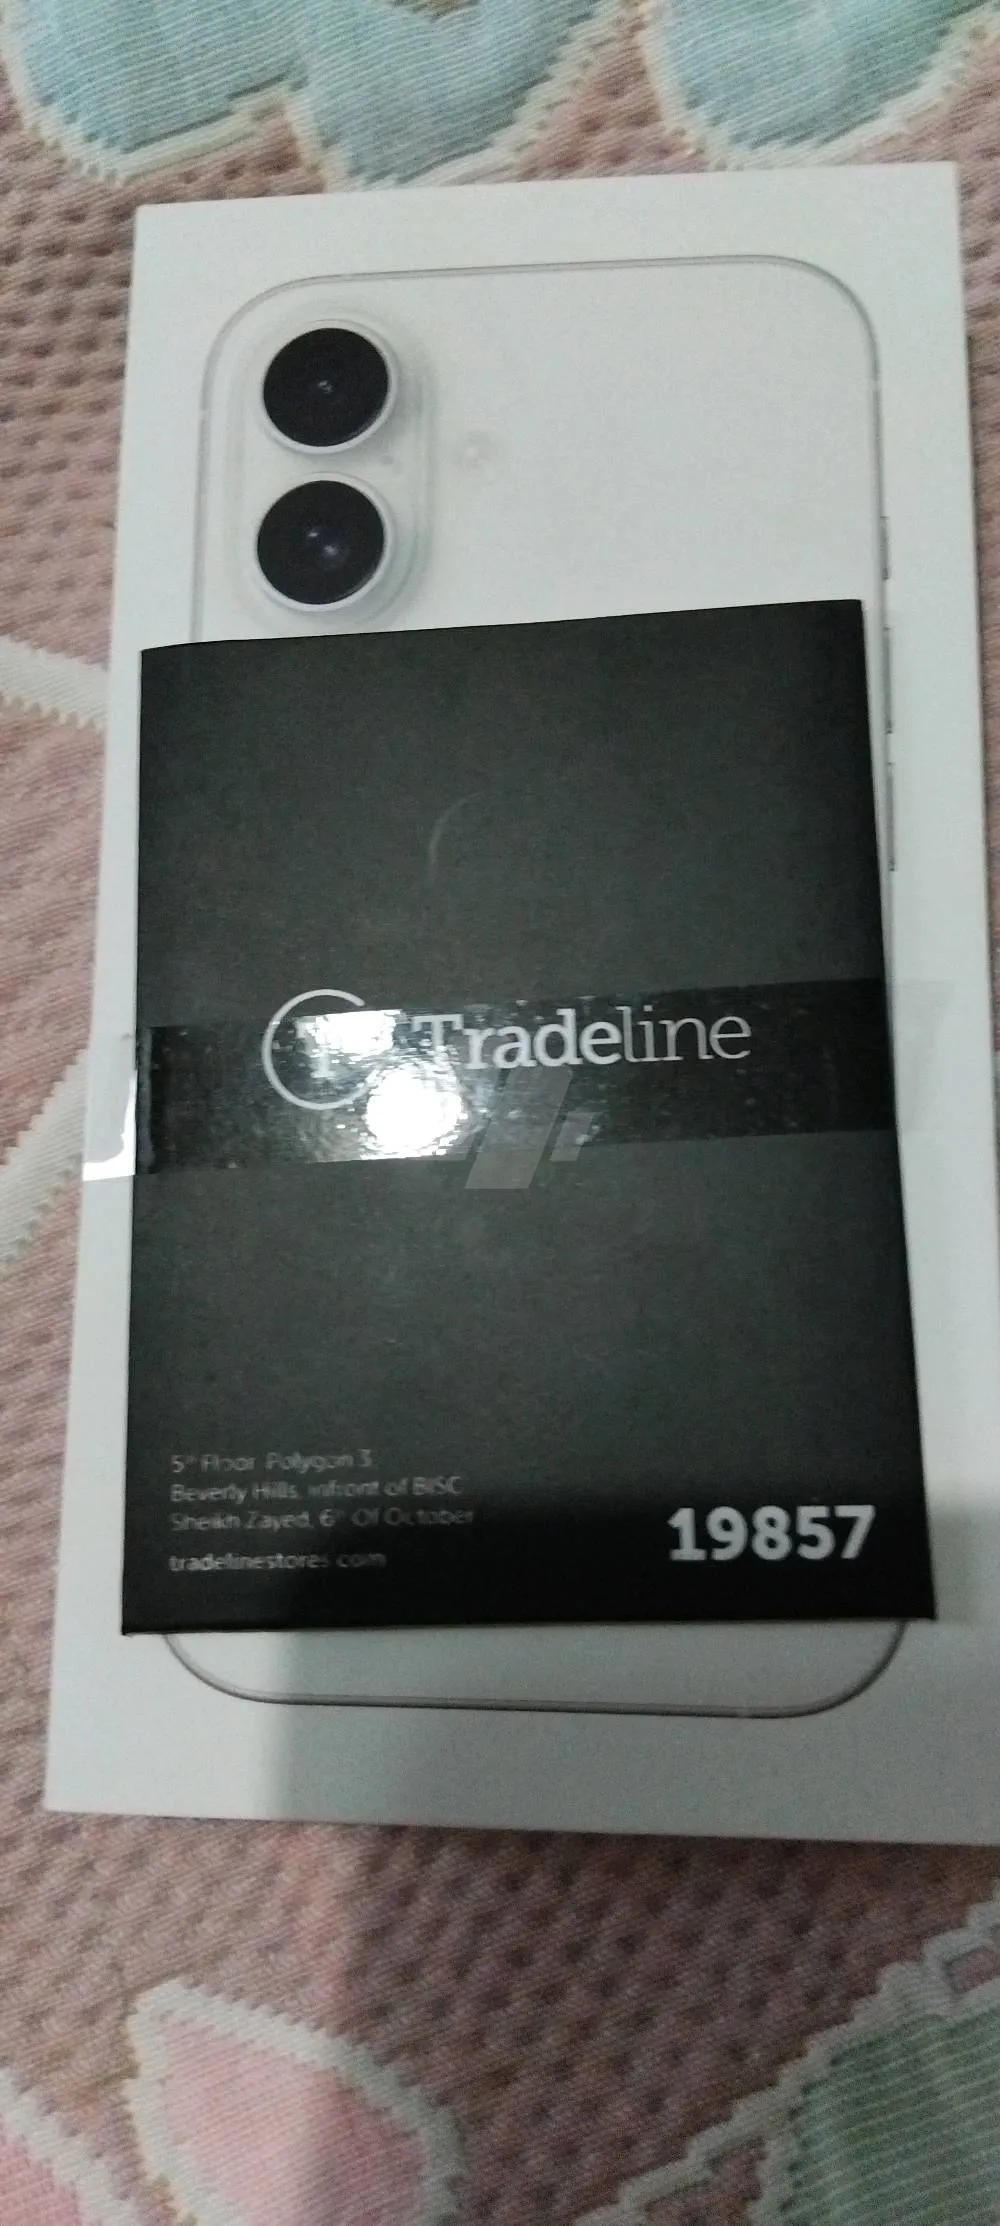 Tradeline
5th Floor, Polygon 3,
Beverly Hills, infront of BISC
Sheikh Zayed, 6th Of October
tradelinestores.com
19857